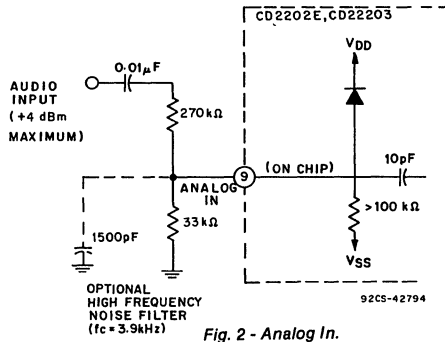 CD2202E, CD22203
VDD
0.01µF
AUDIO
INPUT
(+4 dBm
MAXIMUM)
270kΩ
10pF
9
(ON CHIP)
ANALOG
IN
>100 kΩ
33kΩ
1500pF
VSS
OPTIONAL
HIGH FREQUENCY
NOISE FILTER
(fc = 3.9kHz)
92CS-42794
Fig. 2 - Analog In.